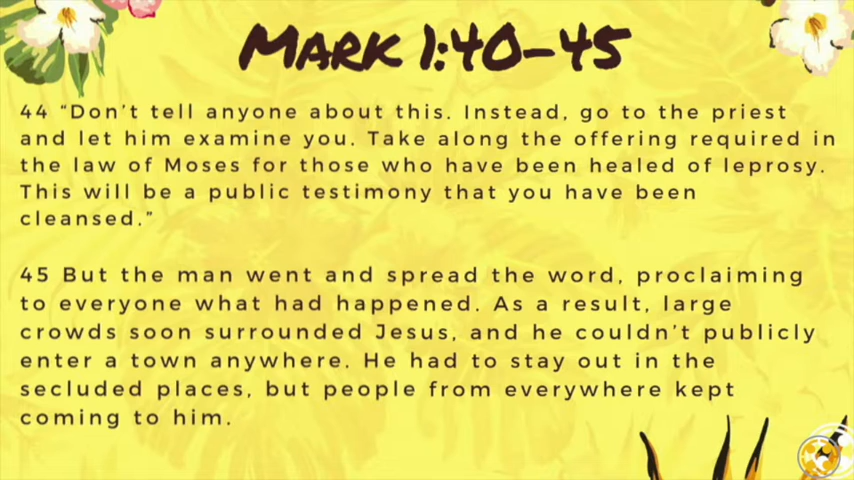 MARK 1:40-45
44 “Don’t tell anyone about this. Instead, go to the priest
and let him examine you. Take along the offering required in
the law of Moses for those who have been healed of leprosy.
This will be a public testimony that you have been
cleansed.”
45 But the man went and spread the word, proclaiming
to everyone what had happened. As a result, large
crowds soon surrounded Jesus, and he couldn’t publicly
enter a town anywhere. He had to stay out in the
secluded places, but people from everywhere kept
coming to him.